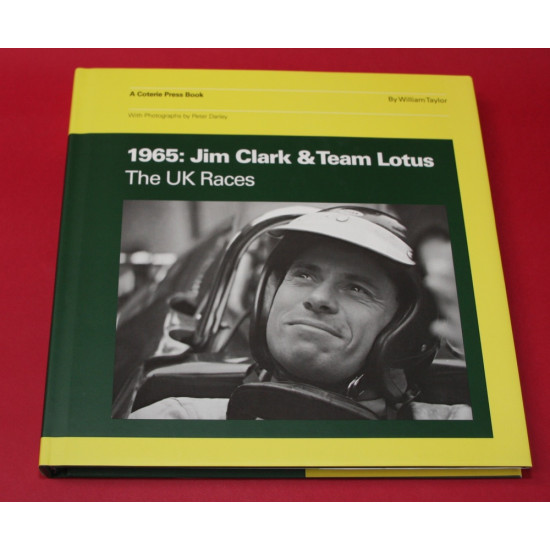 A Coterie Press Book
By William Taylor
With Photographs by Peter Darley
1965: Jim Clark & Team Lotus
The UK Races